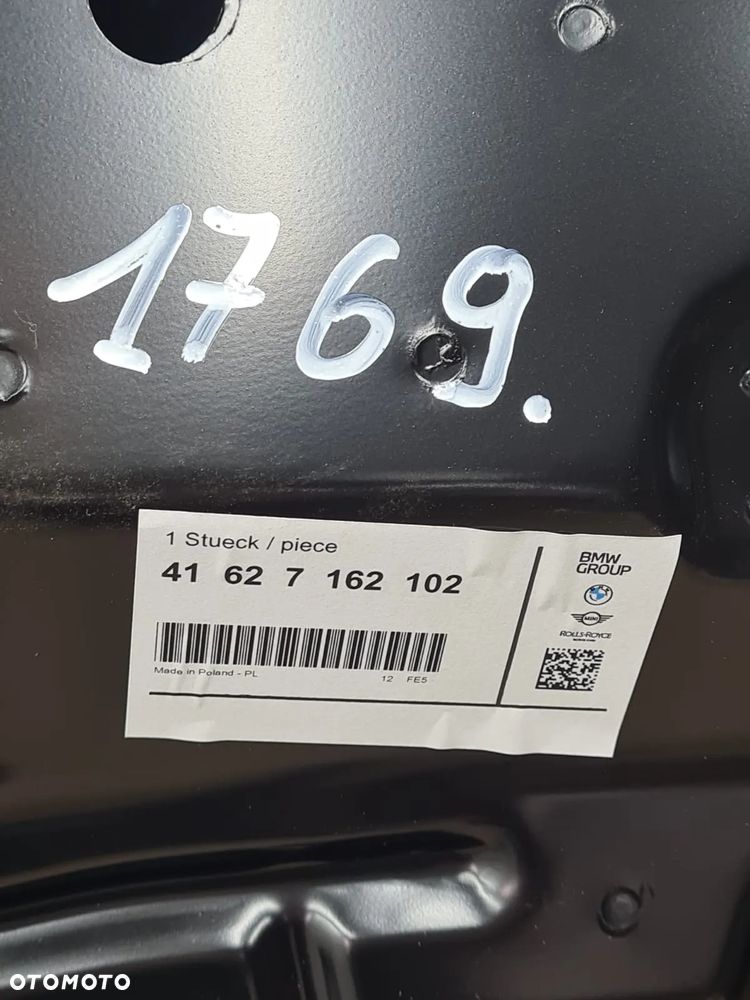 1769.
1 Stueck / piece
41 62 7 162 102
Made in Poland - PL
12 FE5
BMW
GROUP
MINI
ROLLS-ROYCE
OTOMOTO